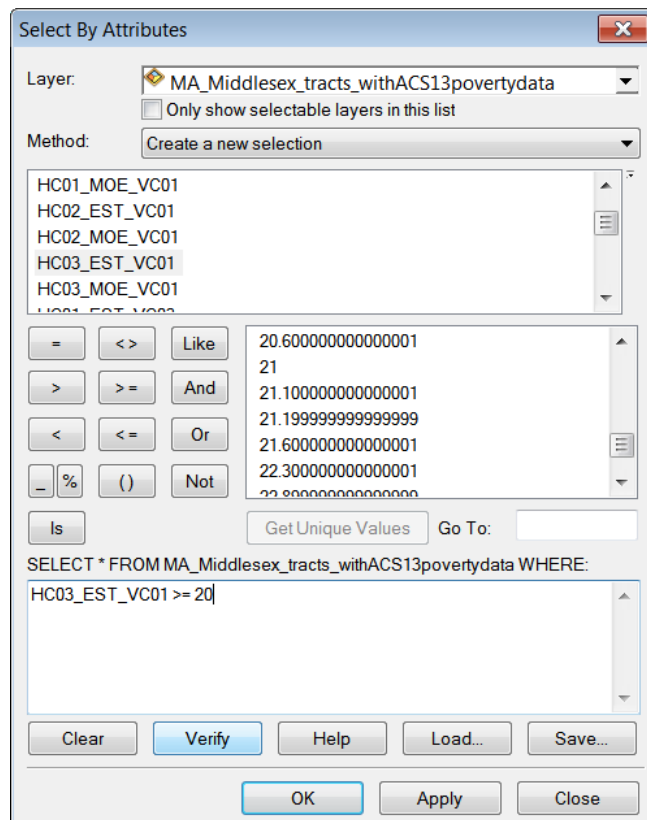 Select By Attributes
Layer: MA_Middlesex_tracts_withACS13povertydata
Only show selectable layers in this list
Method: Create a new selection
HC01_MOE_VC01
HC02_EST_VC01
HC02_MOE_VC01
HC03_EST_VC01
HC03_MOE_VC01
= <> Like
> >= And
< <= Or
_ % () Not
Is
20.600000000000001
21
21.100000000000001
21.199999999999999
21.600000000000001
22.300000000000001
22.899999999999999
Get Unique Values Go To:
SELECT * FROM MA_Middlesex_tracts_withACS13povertydata WHERE:
HC03_EST_VC01 >= 20
Clear Verify Help Load... Save...
OK Apply Close